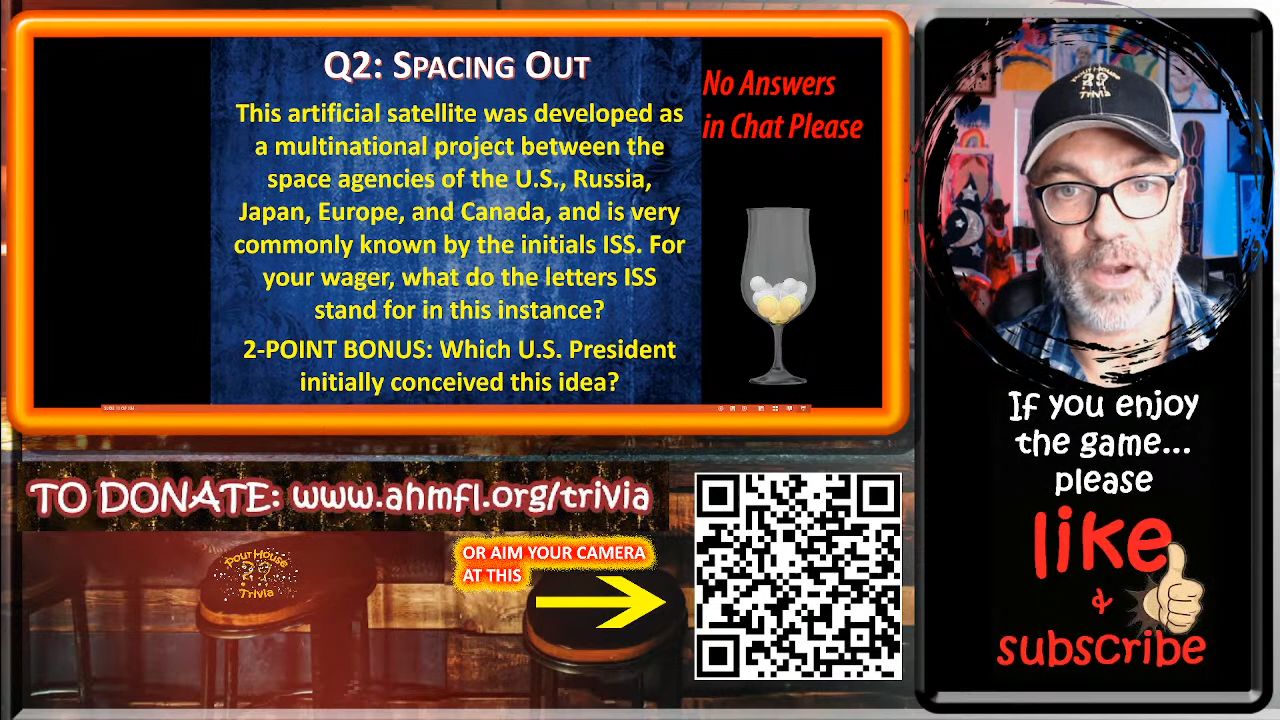 Q2: SPACING OUT
This artificial satellite was developed as
a multinational project between the
space agencies of the U.S., Russia,
Japan, Europe, and Canada, and is very
commonly known by the initials ISS. For
your wager, what do the letters ISS
stand for in this instance?
2-POINT BONUS: Which U.S. President
initially conceived this idea?
No Answers
in Chat Please
POUR HOUSE
Trivia
If you enjoy
the game...
please
like
&
subscribe
TO DONATE: www.ahmfl.org/trivia
OR AIM YOUR CAMERA
AT THIS
Pour House
Trivia